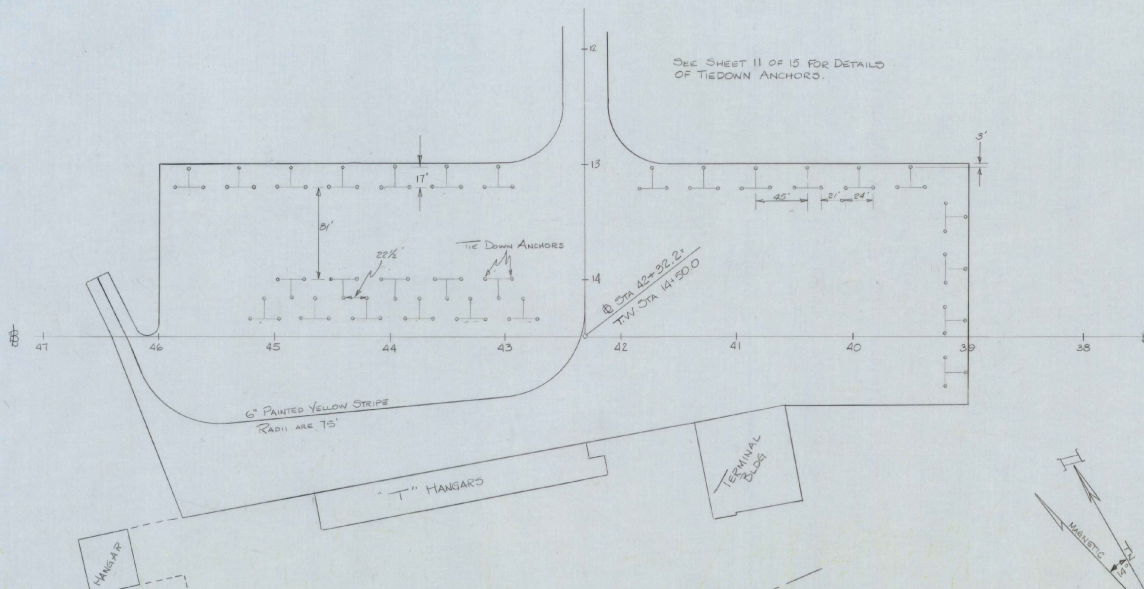 12
SEE SHEET 11 OF 15 FOR DETAILS
OF TIEDOWN ANCHORS.
13
3'
17'
45'
21'
24'
81'
22½'
TIE DOWN ANCHORS
14
STA 42+32.2=
T.W. STA 14+50.0
47
46
45
44
43
42
41
40
39
38
6" PAINTED YELLOW STRIPE
RADII ARE 75'
"T" HANGARS
TERMINAL
BLDG
HANGAR
MAGNETIC
14°